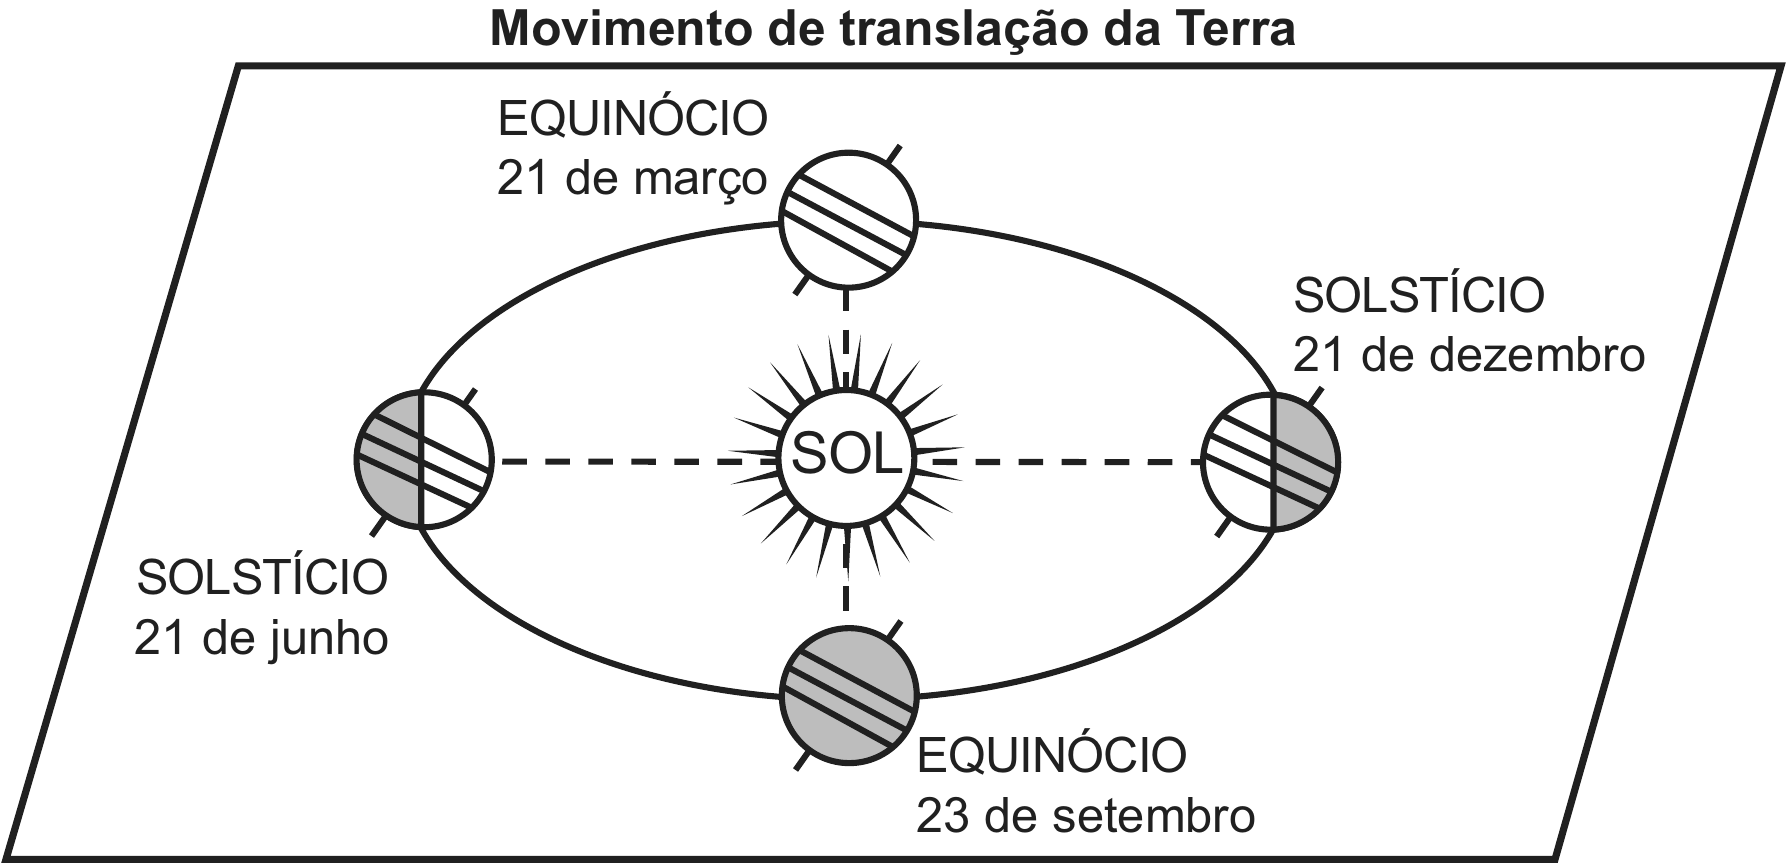 Movimento de translação da Terra
EQUINÓCIO
21 de março
SOLSTÍCIO
21 de dezembro
SOL
SOLSTÍCIO
21 de junho
EQUINÓCIO
23 de setembro